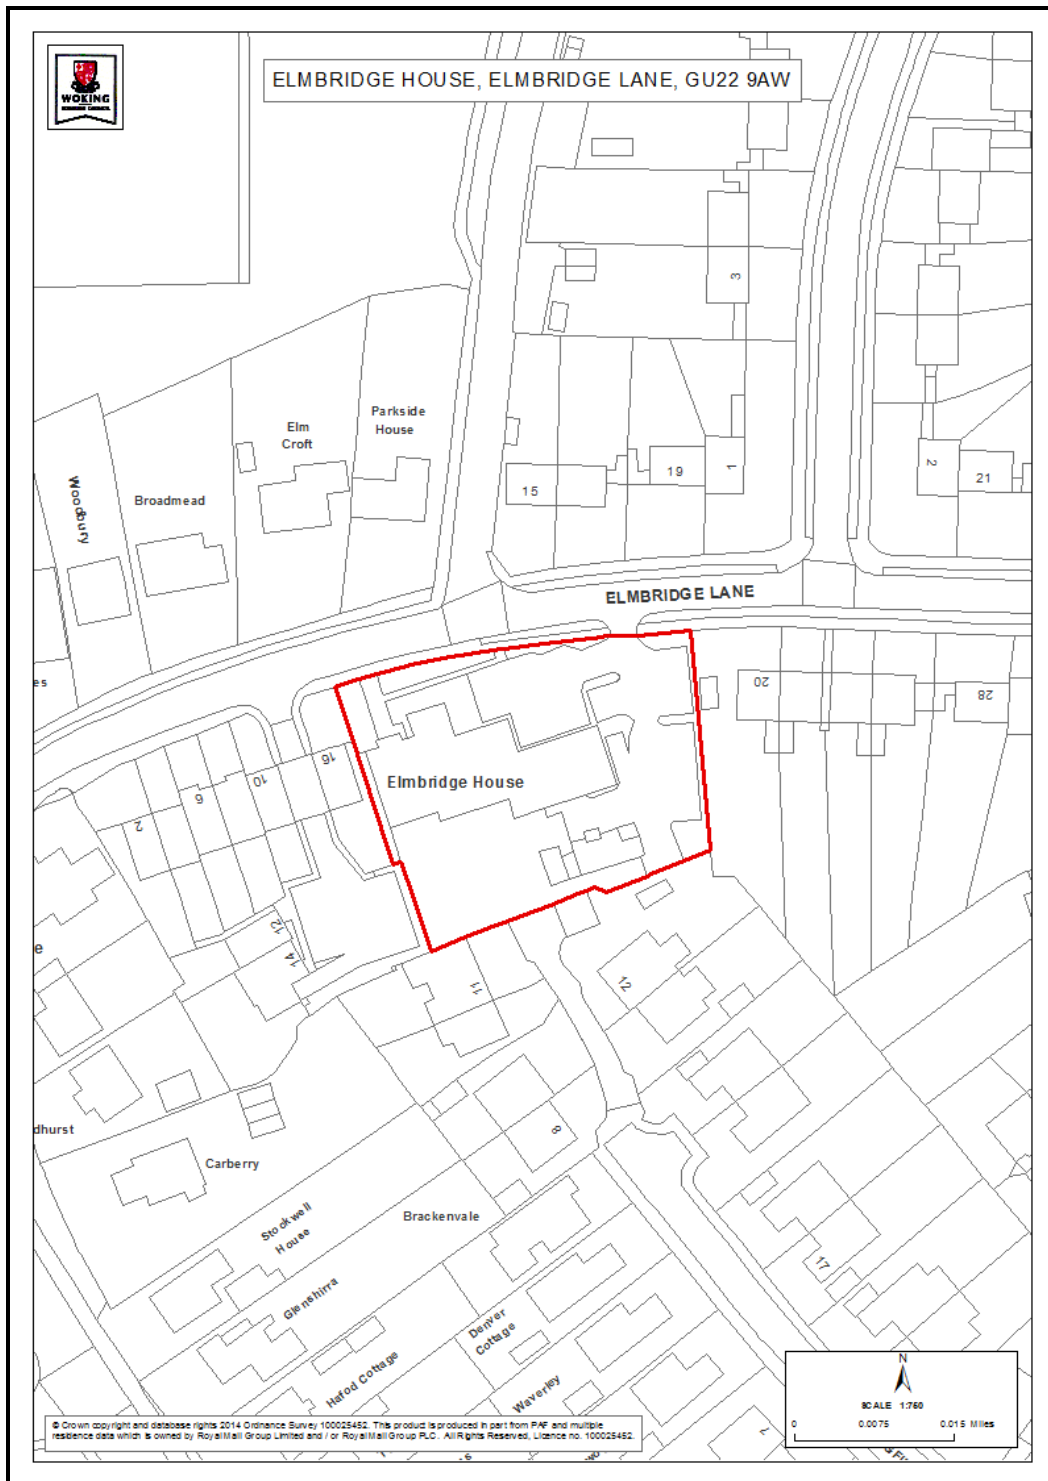 WOKING
BOROUGH COUNCIL
ELMBRIDGE HOUSE, ELMBRIDGE LANE, GU22 9AW
3
Parkside
House
Elm
Croft
Woodbury
Broadmead
15
19
1
2
21
ELMBRIDGE LANE
es
20
28
16
10
6
2
Elmbridge House
12
14
e
11
12
dhurst
8
Carberry
Stockwell
House
Brackenvale
17
Glenshirra
Denver
Cottage
Hafod Cottage
Waverley
7
N
SCALE 1:750
0 0.0075 0.015 Miles
© Crown copyright and database rights 2014 Ordnance Survey 100025452. This product is produced in part from PAF and multiple
residence data which is owned by Royal Mail Group Limited and / or Royal Mail Group PLC. All Rights Reserved, Licence no. 100025452.